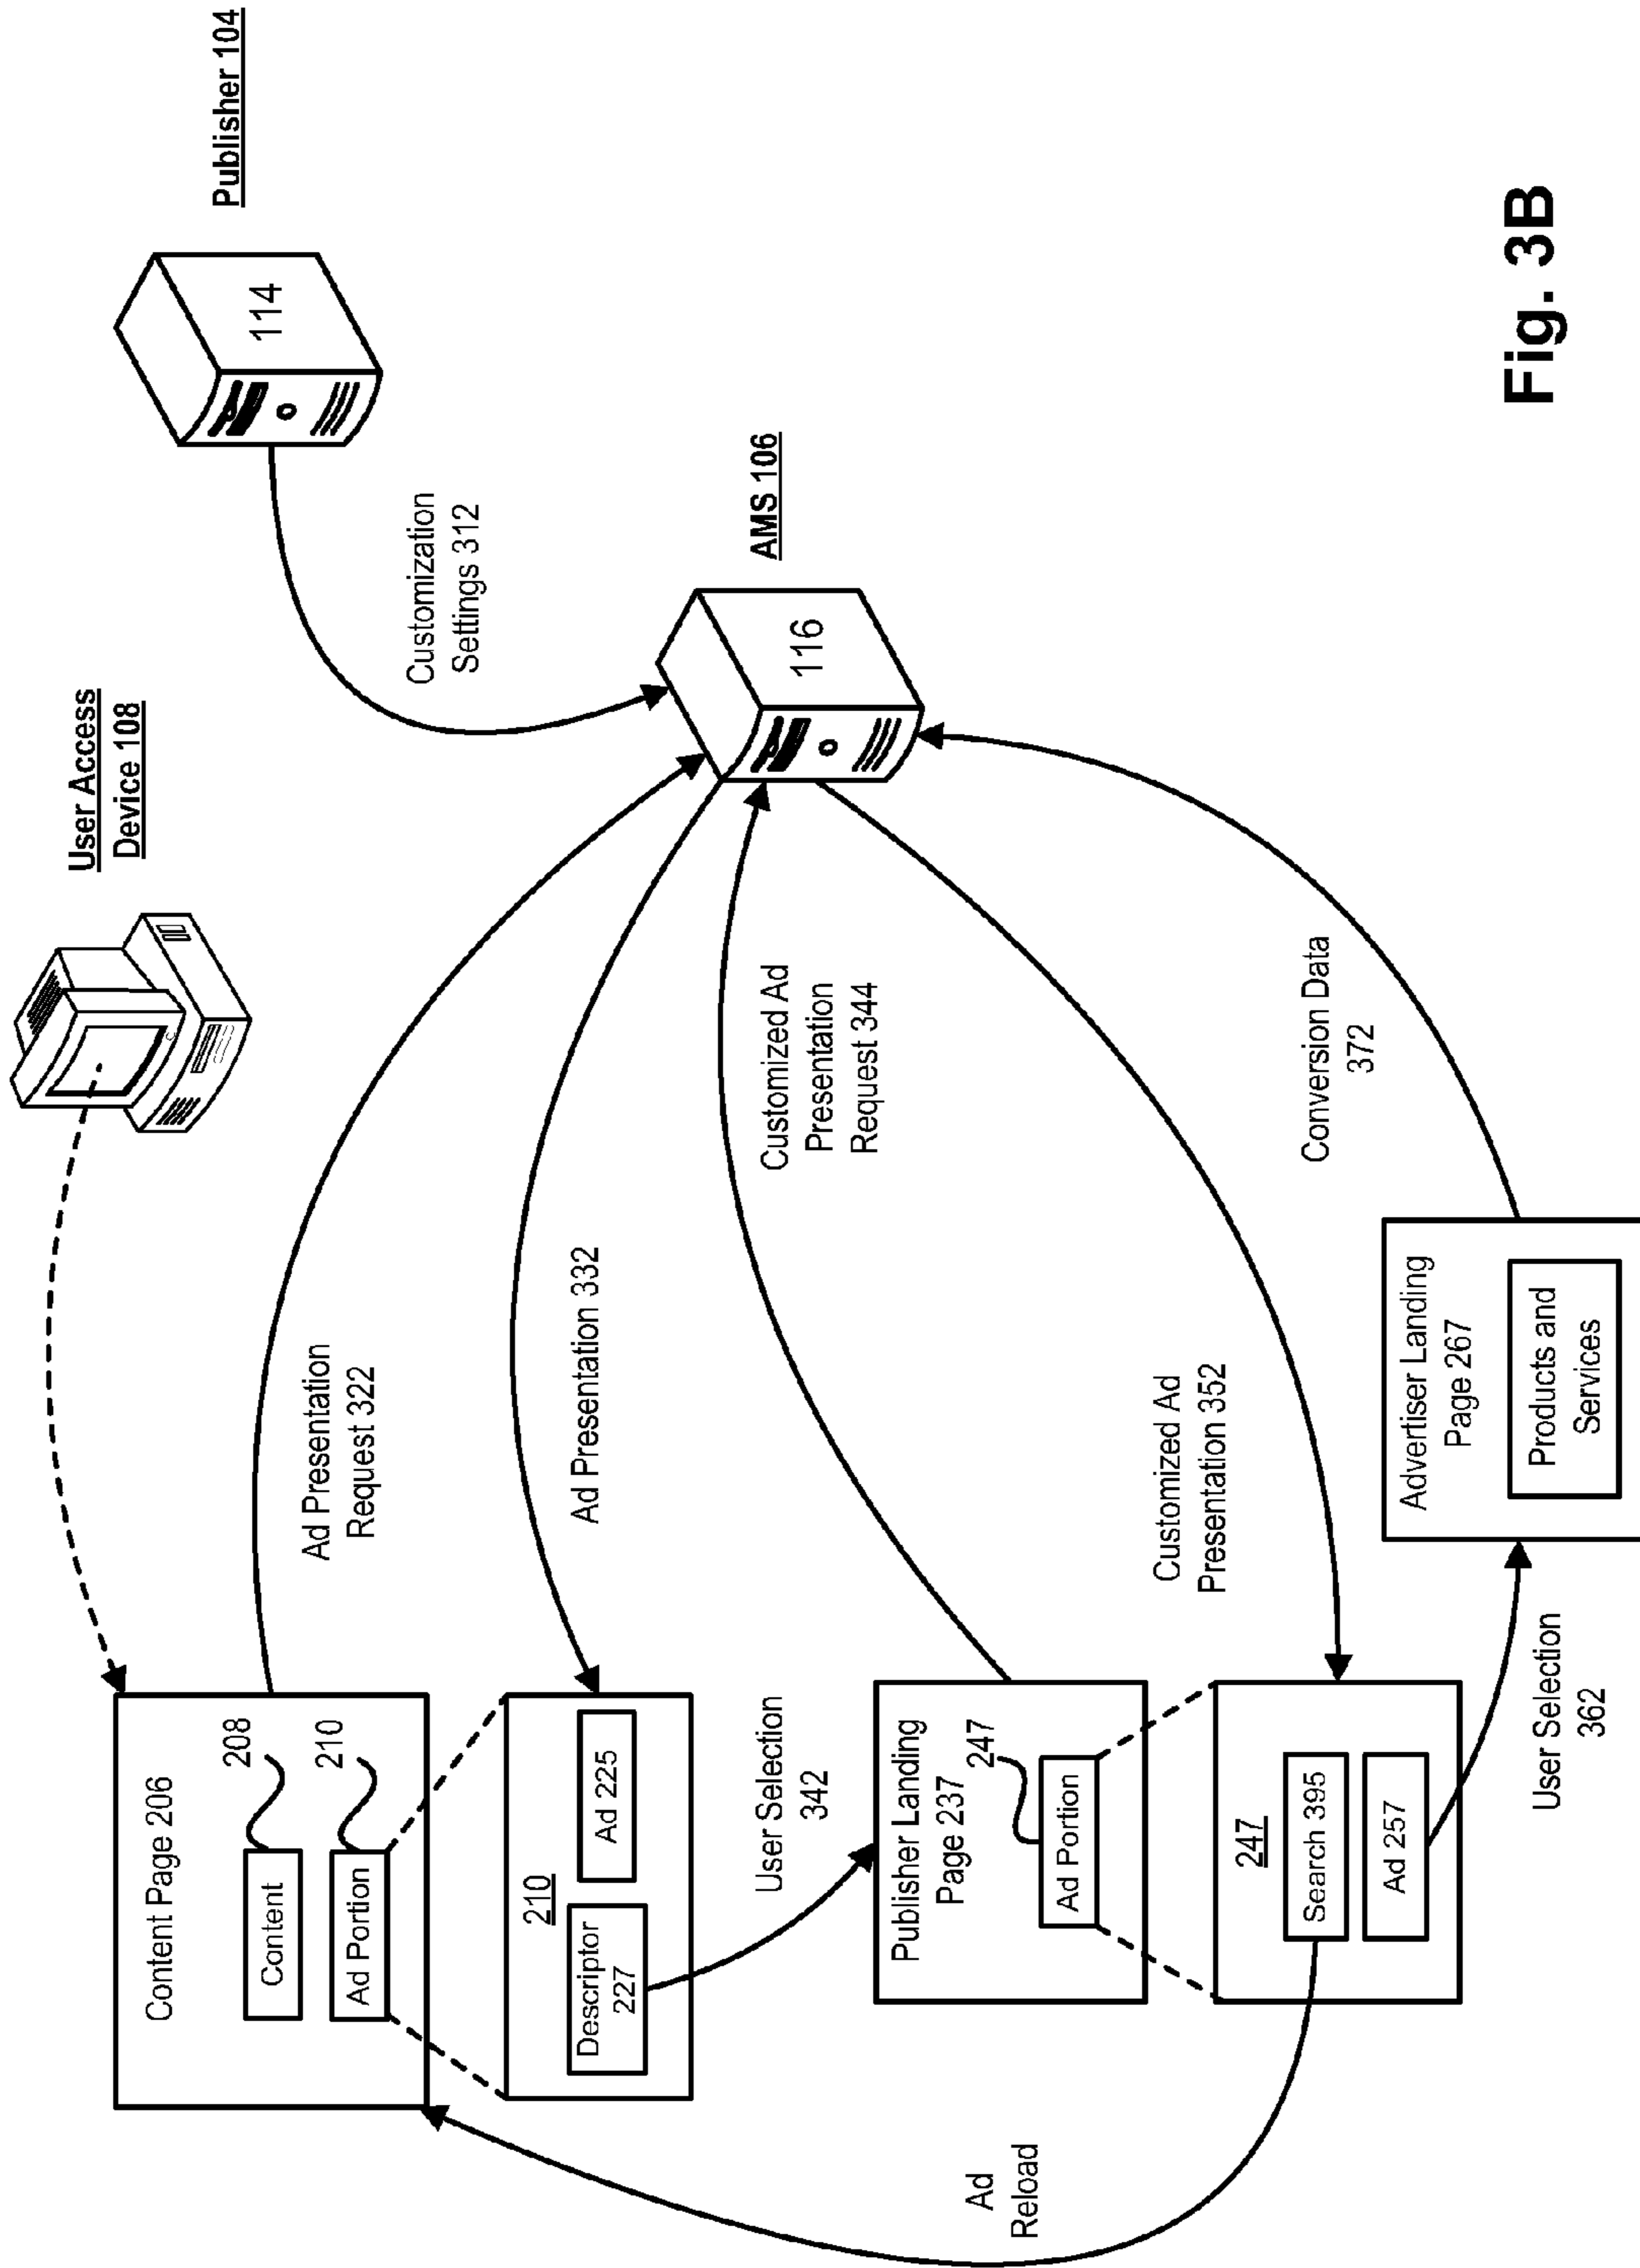 User Access
Device 108
Publisher 104
114
Customization
Settings 312
AMS 106
116
Content Page 206
Content
208
Ad Portion
210
Ad Presentation
Request 322
210
Descriptor
227
Ad 225
Ad Presentation 332
User Selection
342
Publisher Landing
Page 237
247
Ad Portion
Customized Ad
Presentation
Request 344
247
Search 395
Ad 257
Customized Ad
Presentation 352
Ad
Reload
User Selection
362
Advertiser Landing
Page 267
Products and
Services
Conversion Data
372
Fig. 3B